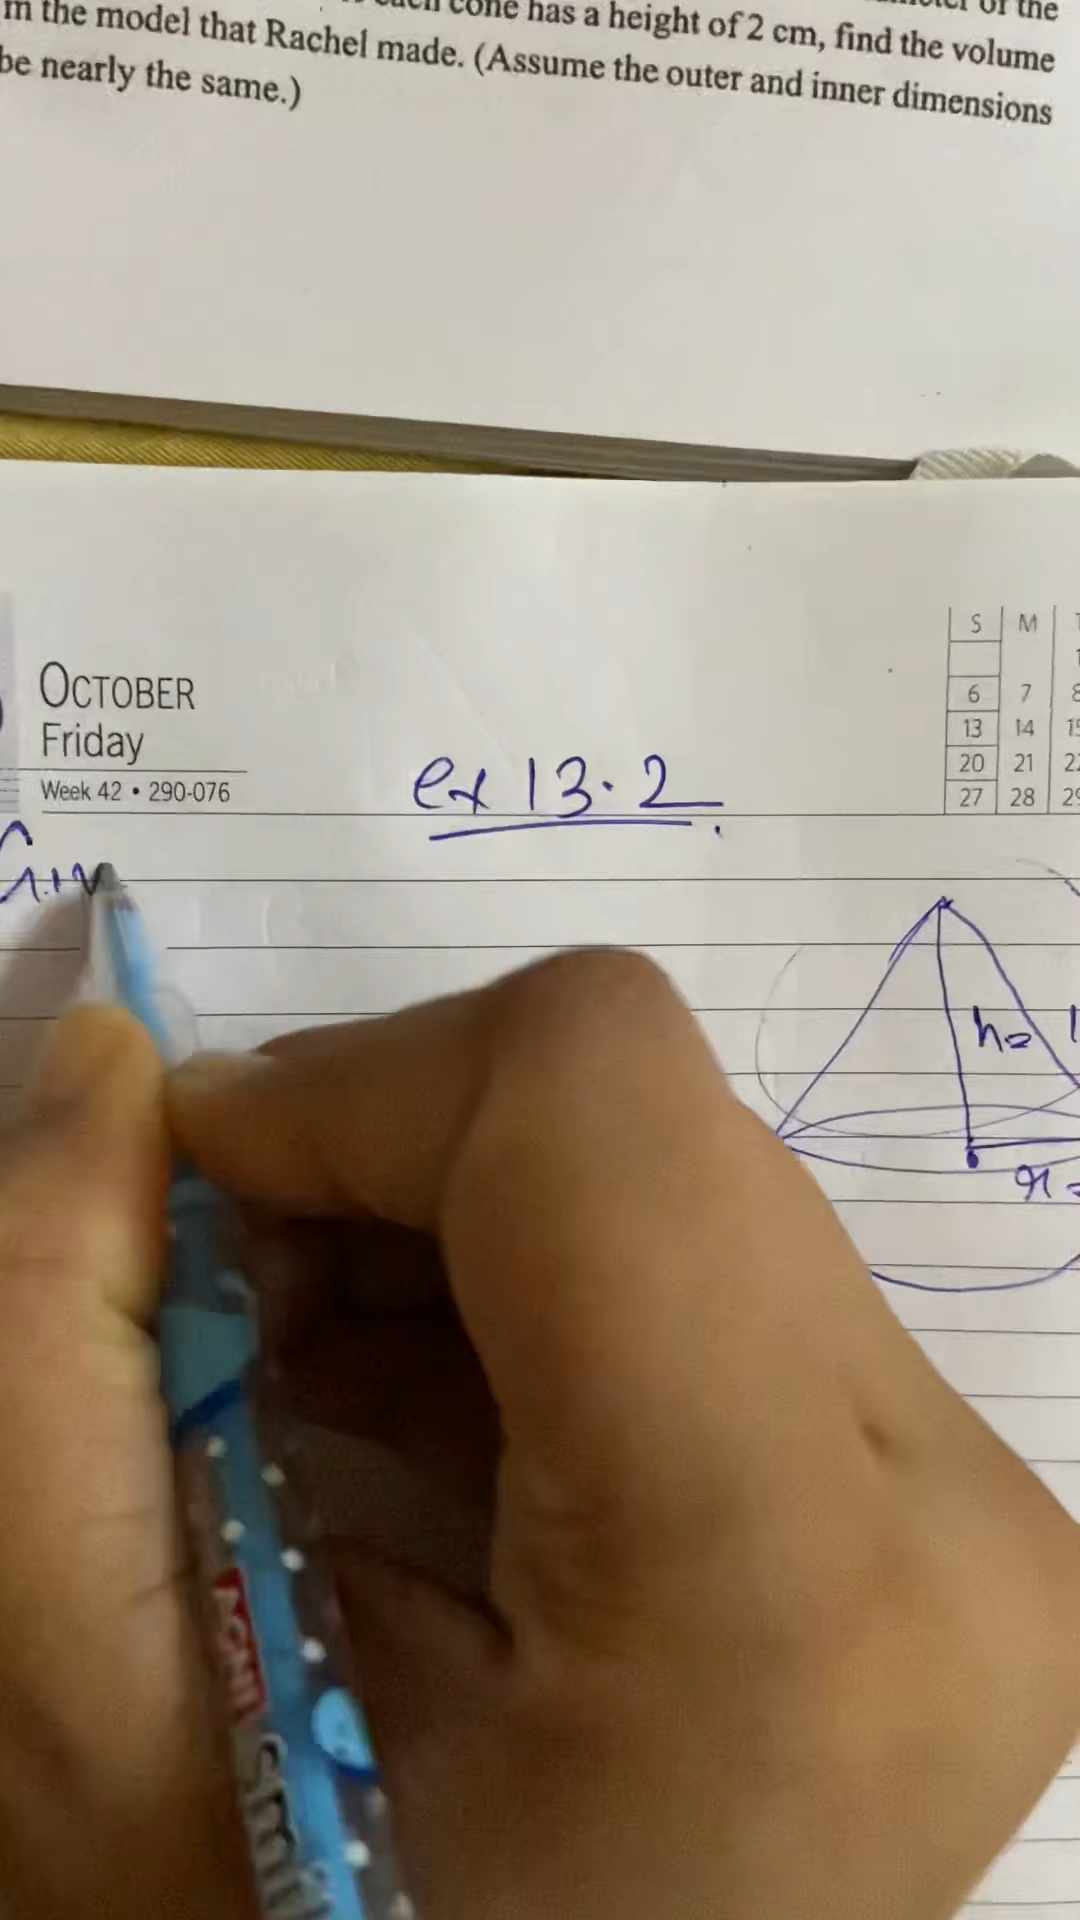 cone has a height of 2 cm, find the volume
the model that Rachel made. (Assume the outer and inner dimensions
be nearly the same.)
OCTOBER
Friday
Week 42 • 290-076
S M
6 7 8
13 14
20 21
27 28
ex 13.2
h=
r=